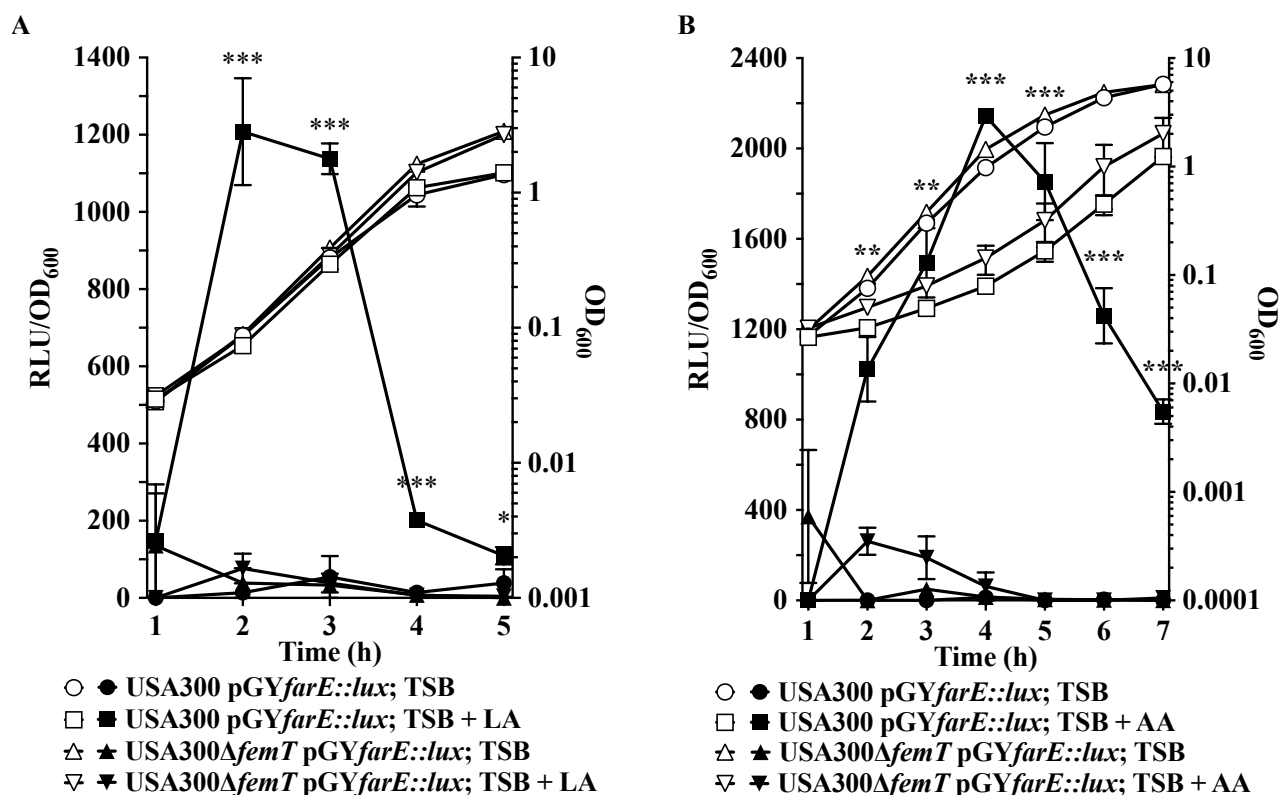 A
B
1400
1200
1000
800
600
400
200
0
RLU/OD600
10
1
0.1
0.01
0.001
OD600
***
***
***
*
1 2 3 4 5
Time (h)
2400
2000
1600
1200
800
400
0
RLU/OD600
10
1
0.1
0.01
0.001
0.0001
OD600
**
**
***
***
***
***
1 2 3 4 5 6 7
Time (h)
USA300 pGYfarE::lux; TSB
USA300 pGYfarE::lux; TSB + LA
USA300ΔfemT pGYfarE::lux; TSB
USA300ΔfemT pGYfarE::lux; TSB + LA
USA300 pGYfarE::lux; TSB
USA300 pGYfarE::lux; TSB + AA
USA300ΔfemT pGYfarE::lux; TSB
USA300ΔfemT pGYfarE::lux; TSB + AA